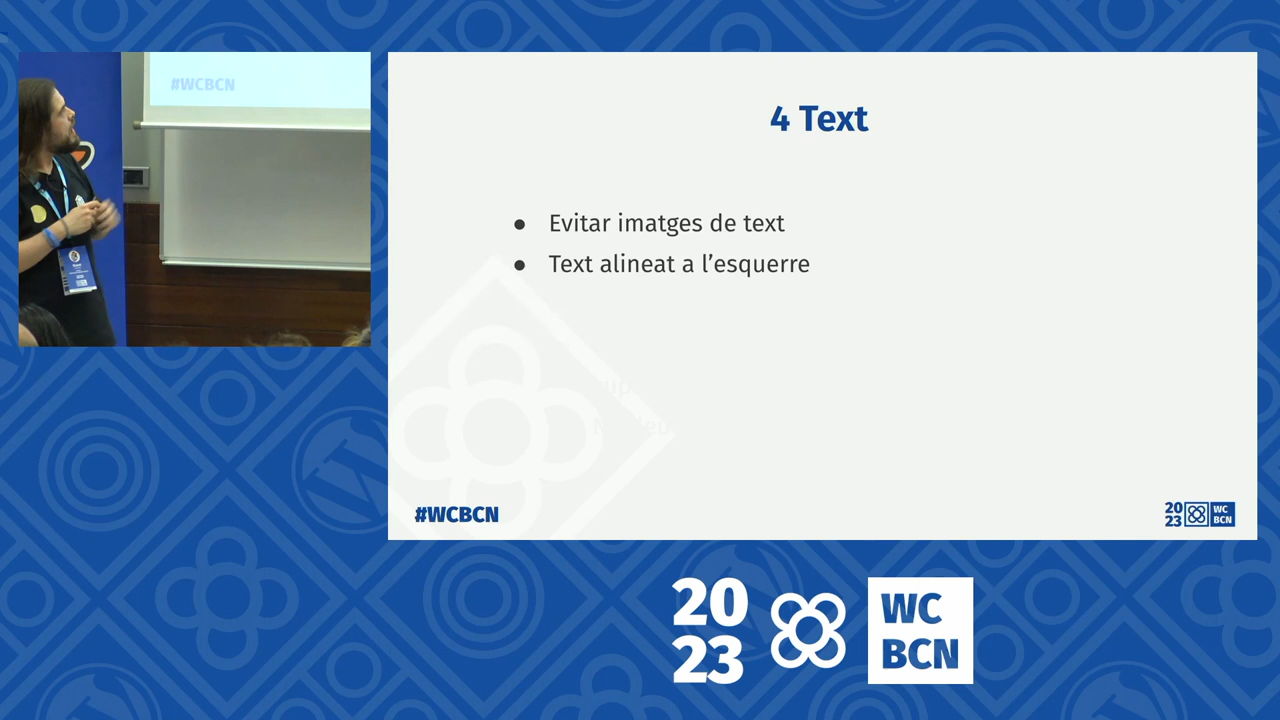 #WCBCN
4 Text
● Evitar imatges de text
● Text alineat a l’esquerre
#WCBCN
20
23
WC
BCN
20
23
WC
BCN